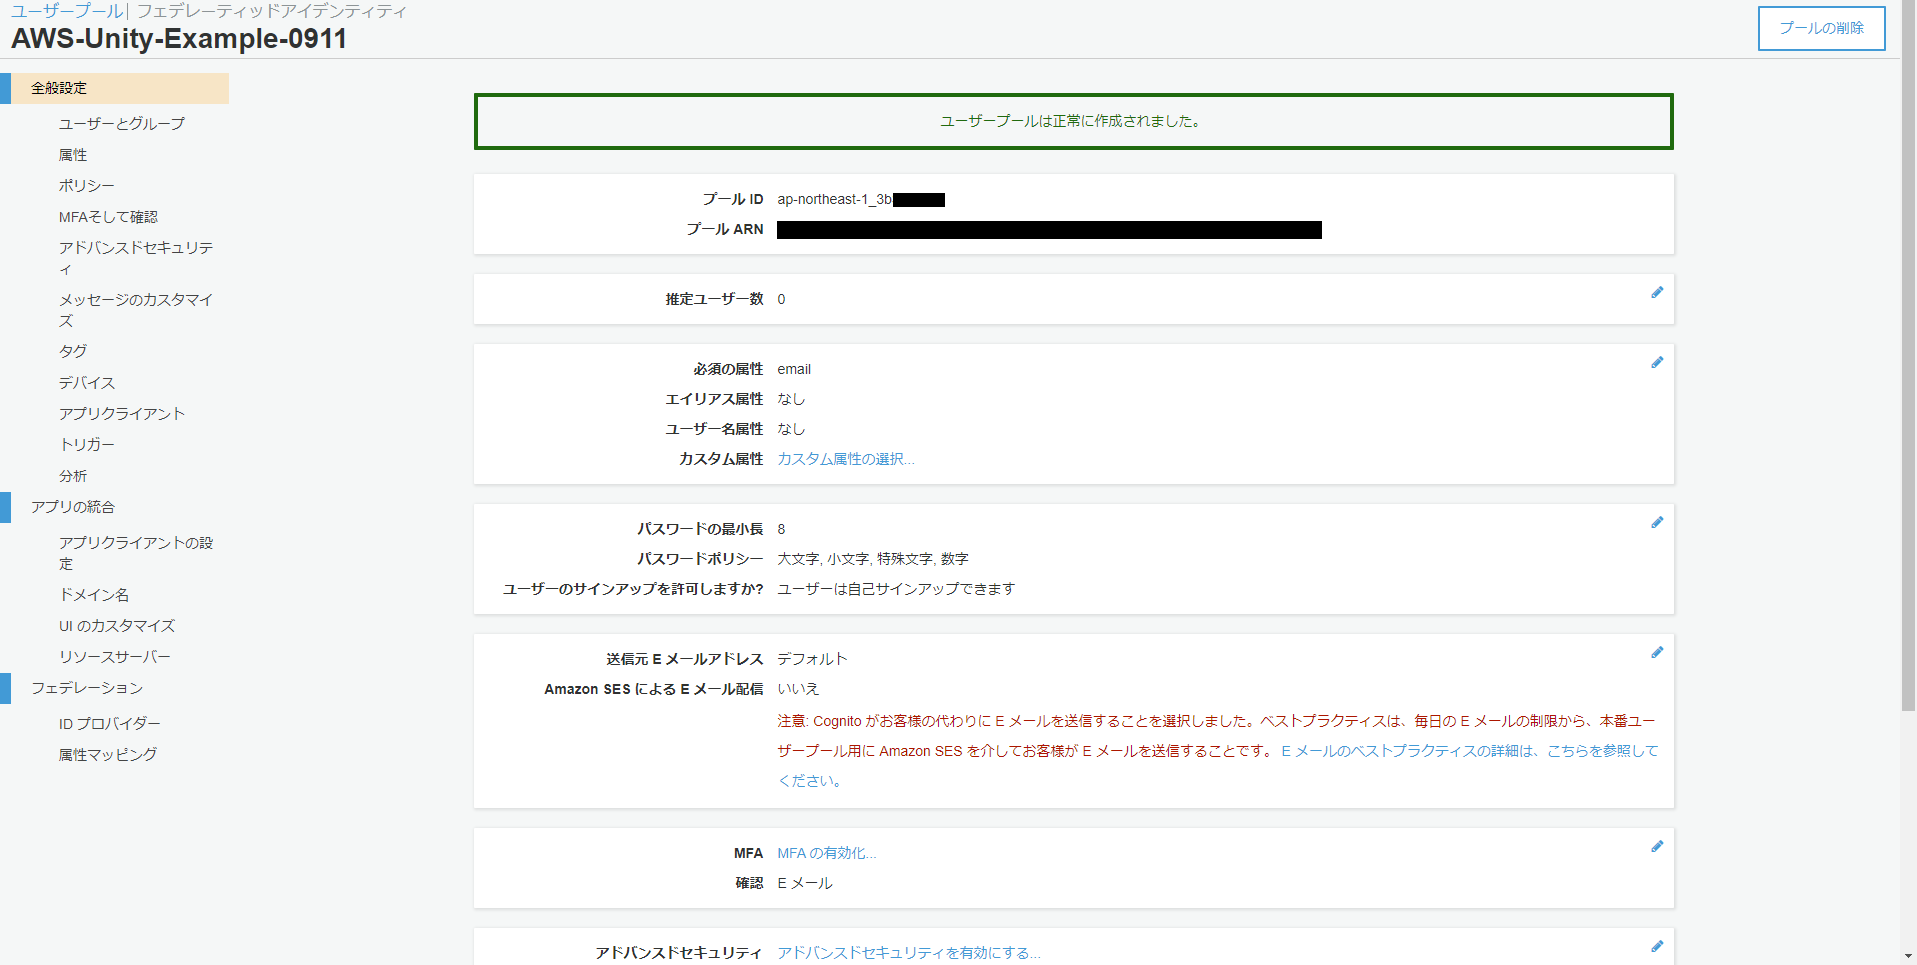 ユーザープール| フェデレーティッドアイデンティティ
AWS-Unity-Example-0911
プールの削除
全般設定
ユーザーとグループ
属性
ポリシー
MFAそして確認
アドバンスドセキュリテ
ィ
メッセージのカスタマイ
ズ
タグ
デバイス
アプリクライアント
トリガー
分析
アプリの統合
アプリクライアントの設
定
ドメイン名
UI のカスタマイズ
リソースサーバー
フェデレーション
ID プロバイダー
属性マッピング
ユーザープールは正常に作成されました。
プール ID ap-northeast-1_3b
プール ARN
推定ユーザー数 0
必須の属性 email
エイリアス属性 なし
ユーザー名属性 なし
カスタム属性 カスタム属性の選択...
パスワードの最小長 8
パスワードポリシー 大文字, 小文字, 特殊文字, 数字
ユーザーのサインアップを許可しますか? ユーザーは自己サインアップできます
送信元 E メールアドレス デフォルト
Amazon SES による E メール配信 いいえ
注意: Cognito がお客様の代わりに E メールを送信することを選択しました。ベストプラクティスは、毎日の E メールの制限から、本番ユー
ザープール用に Amazon SES を介してお客様が E メールを送信することです。 E メールのベストプラクティスの詳細は、こちらを参照して
ください。
MFA MFA の有効化...
確認 E メール
アドバンスドセキュリティ アドバンスドセキュリティを有効にする...